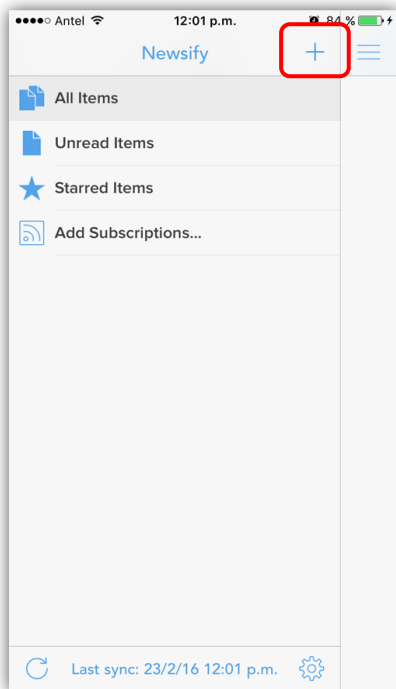 Antel 12:01 p.m. 84 %
Newsify
All Items
Unread Items
Starred Items
Add Subscriptions...
Last sync: 23/2/16 12:01 p.m.